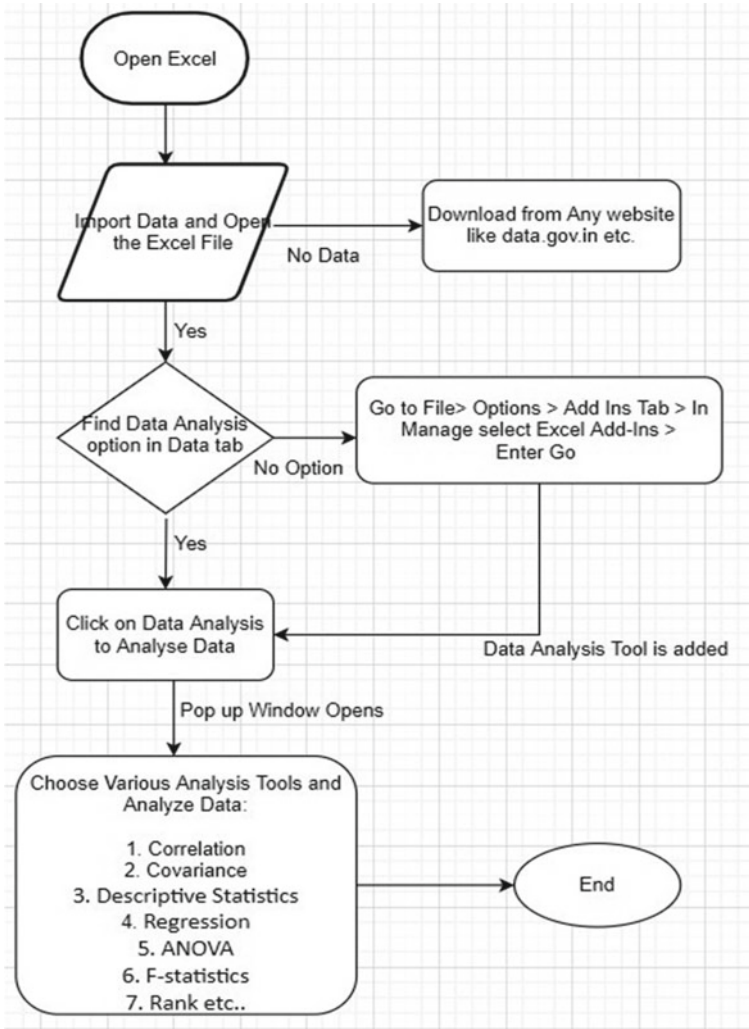 Open Excel
Import Data and Open
the Excel File
No Data
Download from Any website
like data.gov.in etc.
Yes
Find Data Analysis
option in Data tab
No Option
Go to File> Options > Add Ins Tab > In
Manage select Excel Add-Ins >
Enter Go
Yes
Click on Data Analysis
to Analyse Data
Data Analysis Tool is added
Pop up Window Opens
Choose Various Analysis Tools and
Analyze Data:
1. Correlation
2. Covariance
3. Descriptive Statistics
4. Regression
5. ANOVA
6. F-statistics
7. Rank etc..
End